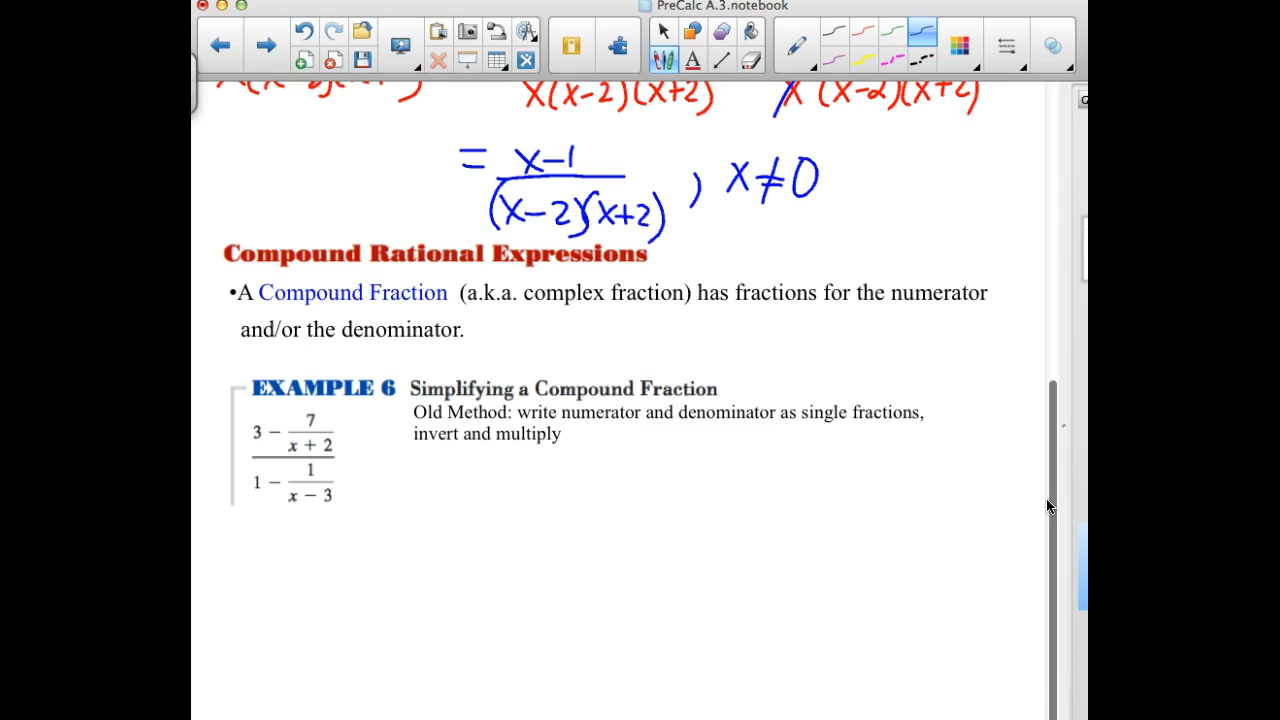 PreCalc A.3.notebook
x(x-2)(x+2) x(x-2)(x+2)
= x-1 / (x-2)(x+2) , x≠0
Compound Rational Expressions
•A Compound Fraction (a.k.a. complex fraction) has fractions for the numerator
and/or the denominator.
EXAMPLE 6 Simplifying a Compound Fraction
Old Method: write numerator and denominator as single fractions,
invert and multiply
3 − 7
x + 2
1 − 1
x − 3